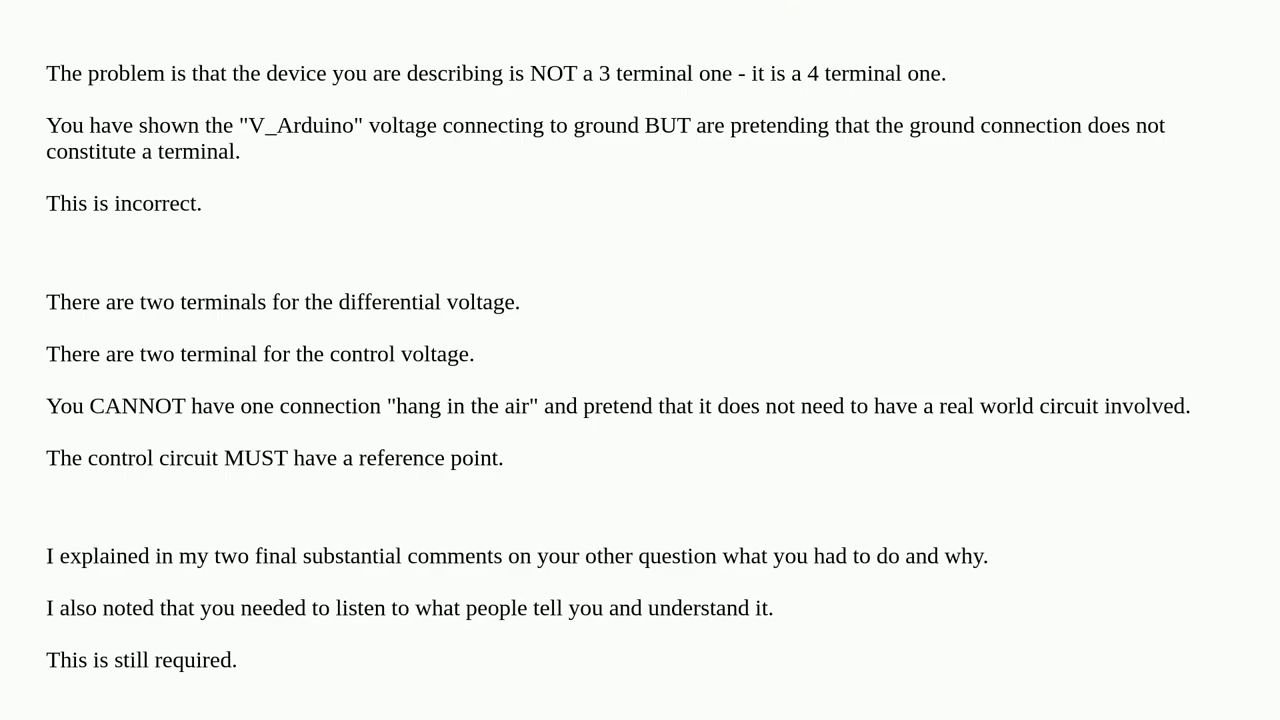 The problem is that the device you are describing is NOT a 3 terminal one - it is a 4 terminal one.
You have shown the "V_Arduino" voltage connecting to ground BUT are pretending that the ground connection does not
constitute a terminal.
This is incorrect.
There are two terminals for the differential voltage.
There are two terminal for the control voltage.
You CANNOT have one connection "hang in the air" and pretend that it does not need to have a real world circuit involved.
The control circuit MUST have a reference point.
I explained in my two final substantial comments on your other question what you had to do and why.
I also noted that you needed to listen to what people tell you and understand it.
This is still required.